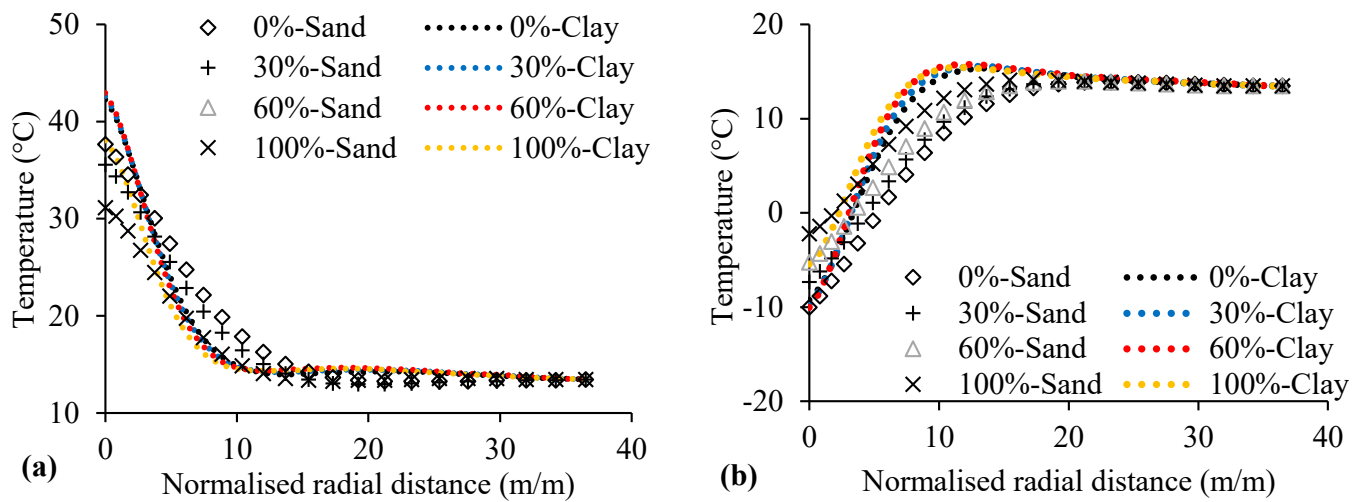 50
40
30
20
10
Temperature (°C)
0%-Sand 0%-Clay
30%-Sand 30%-Clay
60%-Sand 60%-Clay
100%-Sand 100%-Clay
0 10 20 30 40
(a) Normalised radial distance (m/m)
20
10
0
-10
-20
Temperature (°C)
0%-Sand 0%-Clay
30%-Sand 30%-Clay
60%-Sand 60%-Clay
100%-Sand 100%-Clay
0 10 20 30 40
(b) Normalised radial distance (m/m)